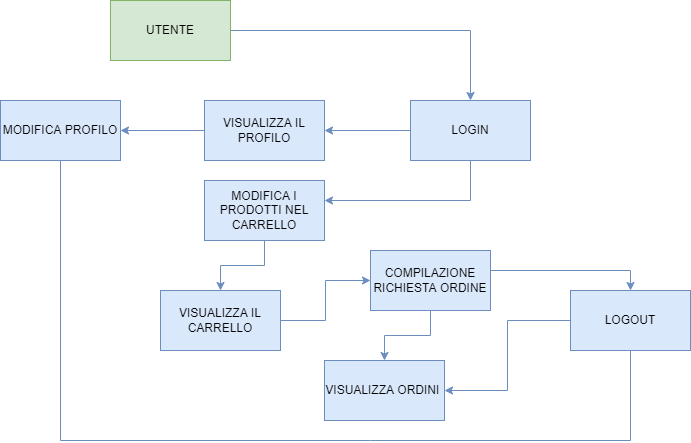 UTENTE
MODIFICA PROFILO
VISUALIZZA IL
PROFILO
LOGIN
MODIFICA I
PRODOTTI NEL
CARRELLO
COMPILAZIONE
RICHIESTA ORDINE
VISUALIZZA IL
CARRELLO
LOGOUT
VISUALIZZA ORDINI